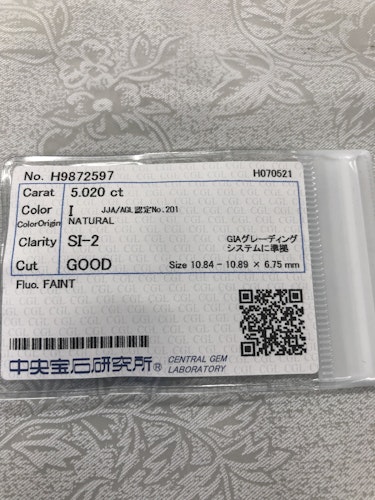 No. H9872597 H070521
Carat 5.020 ct
Color I JJA/AGL認定No.201
ColorOrigin NATURAL
Clarity SI-2 GIAグレーディング
システムに準拠
Cut GOOD Size 10.84 - 10.89 × 6.75 mm
Fluo. FAINT
中央宝石研究所® CENTRAL GEM
LABORATORY